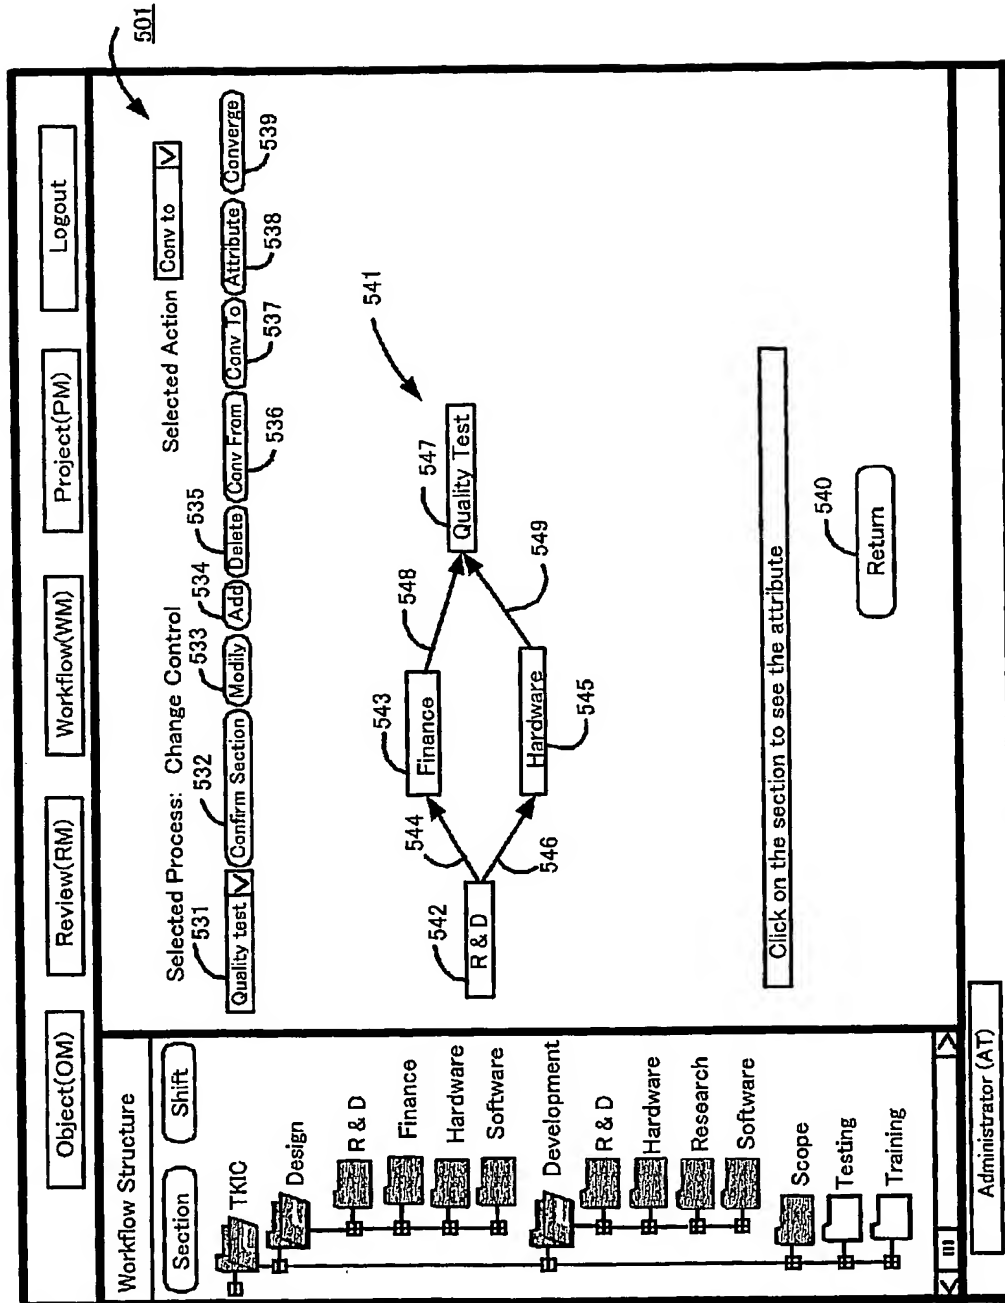 501
Object(OM) Review(RM) Workflow(WM) Project(PM) Logout
Workflow Structure
Section Shift
TKIC
Design
R & D
Finance
Hardware
Software
Development
R & D
Hardware
Research
Software
Scope
Testing
Training
Selected Process: Change Control Selected Action Conv to
531 532 533 534 535
Quality test Confirm Section Modily Add Delete Conv From Conv To Attribute Converge
536 537 538 539
541
542 R & D
543 Finance
544
545 Hardware
546
547 Quality Test
548
549
Click on the section to see the attribute
540
Return
Administrator (AT)